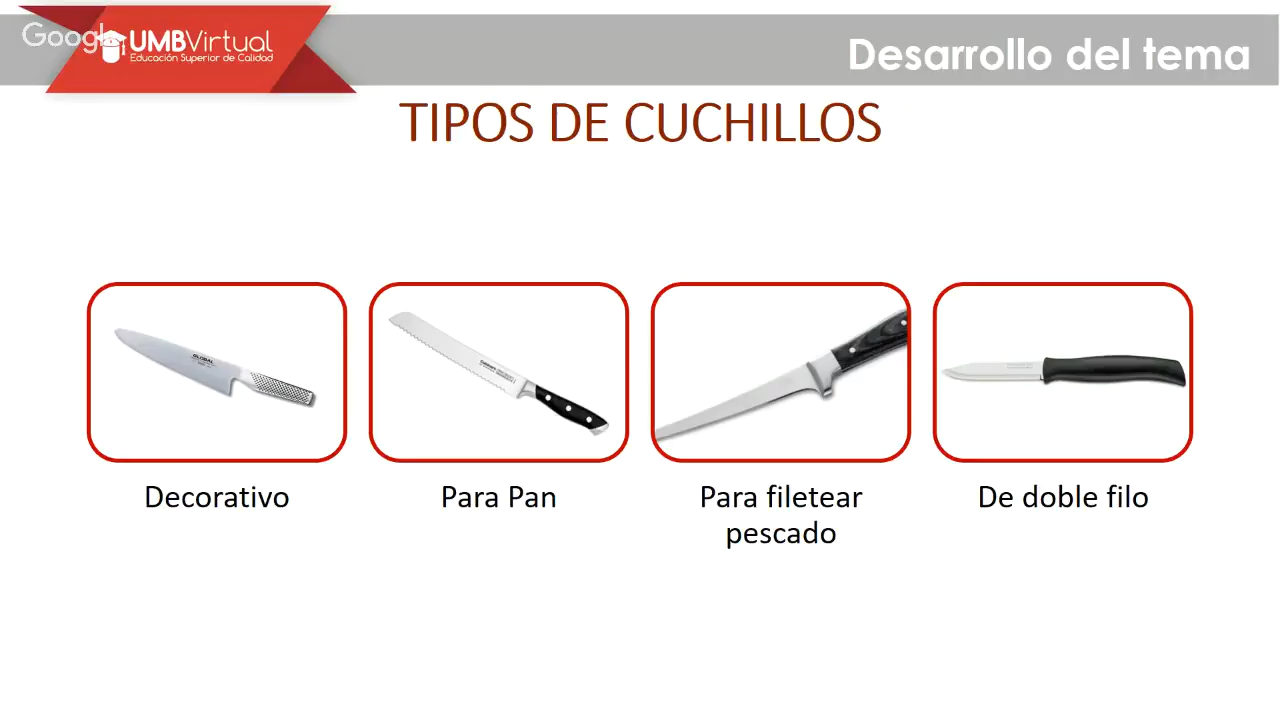 Google
UMBVirtual
Educación Superior de Calidad
Desarrollo del tema
TIPOS DE CUCHILLOS
GLOBAL
Decorativo
Para Pan
Para filetear
pescado
De doble filo